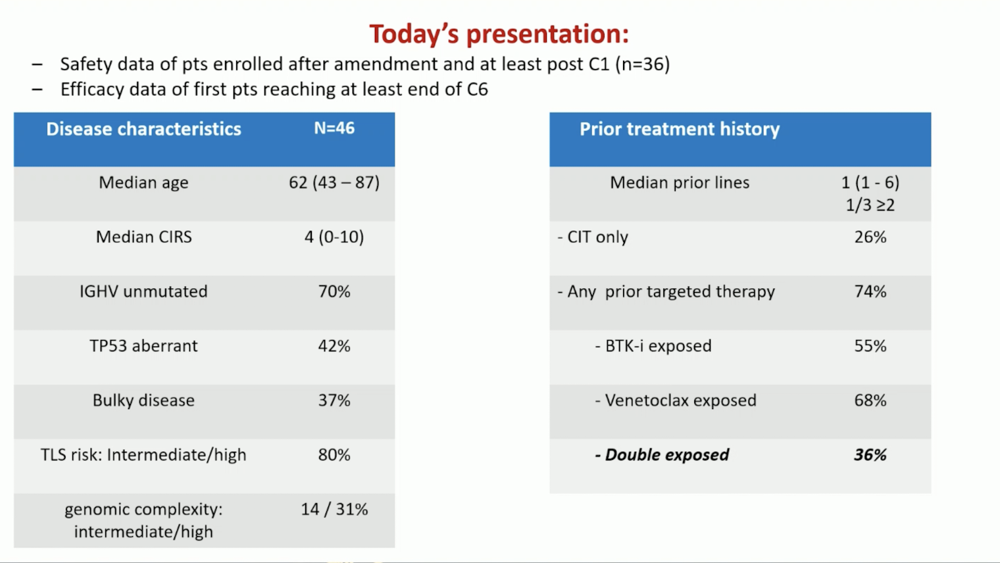 Today's presentation:
– Safety data of pts enrolled after amendment and at least post C1 (n=36)
– Efficacy data of first pts reaching at least end of C6
Disease characteristics N=46
Median age 62 (43 – 87)
Median CIRS 4 (0-10)
IGHV unmutated 70%
TP53 aberrant 42%
Bulky disease 37%
TLS risk: Intermediate/high 80%
genomic complexity: 14 / 31%
intermediate/high
Prior treatment history
Median prior lines 1 (1 - 6)
1/3 ≥2
- CIT only 26%
- Any prior targeted therapy 74%
- BTK-i exposed 55%
- Venetoclax exposed 68%
- Double exposed 36%